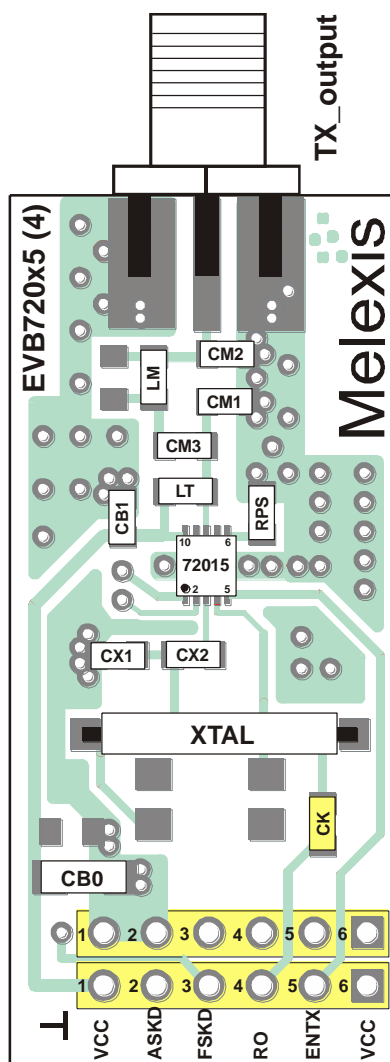 TX_output
EVB720x5 (4)
Melexis
CM2
LM
CM1
CM3
LT
CB1
RPS
10 6
72015
2 5
CX1 CX2
XTAL
CK
CB0
1 2 3 4 5 6
1 2 3 4 5 6
VCC ASKD FSKD RO ENTX VCC